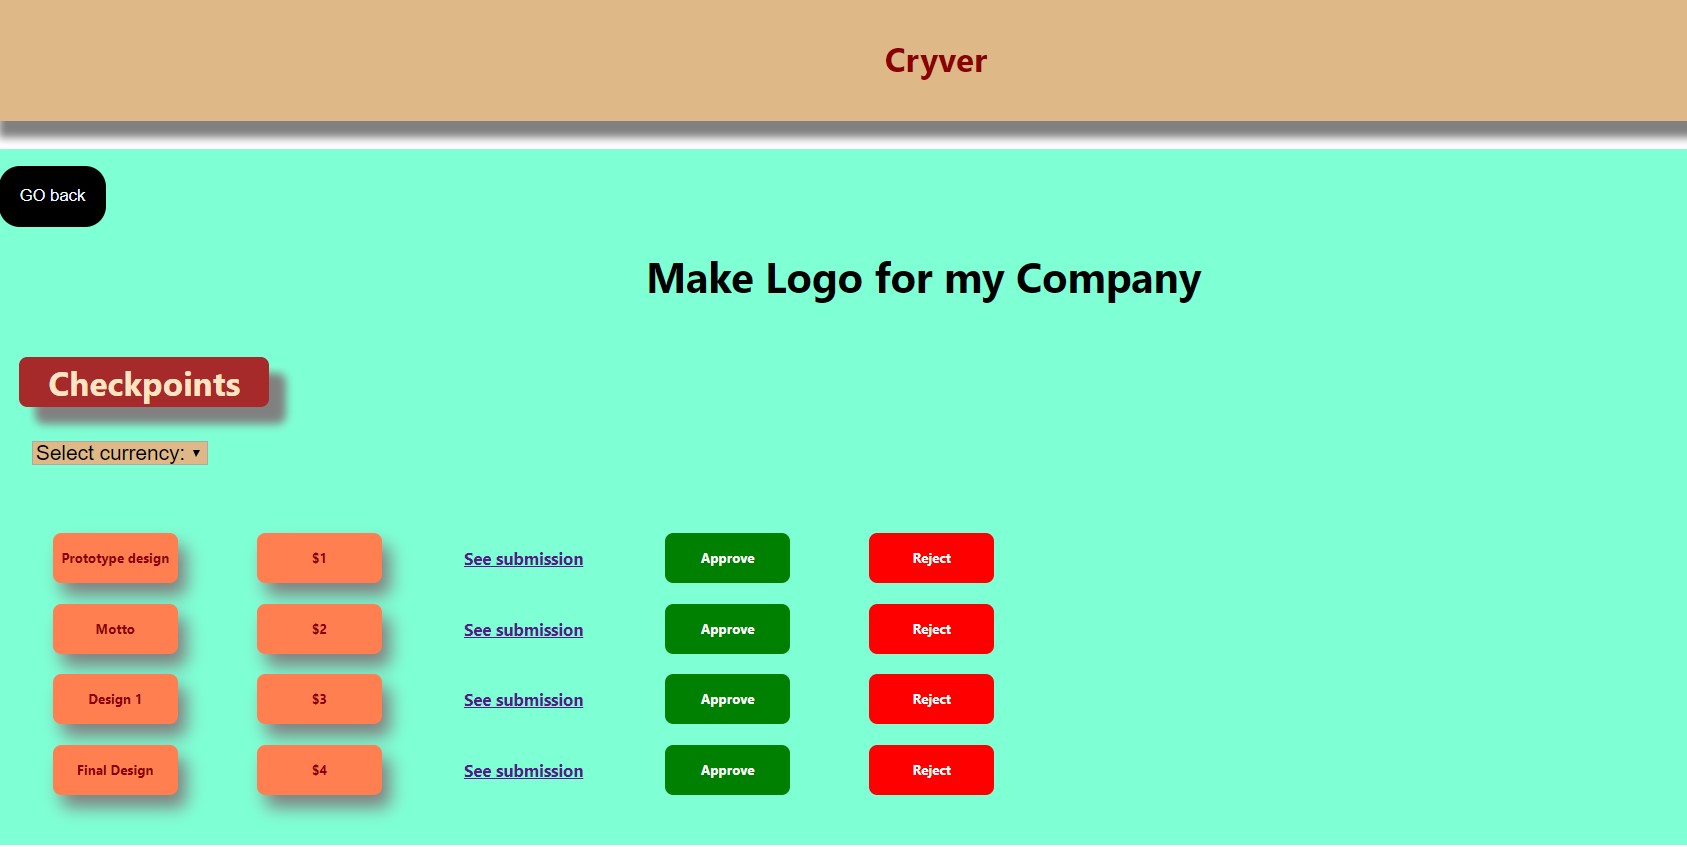 Cryver
GO back
Make Logo for my Company
Checkpoints
Select currency:
Prototype design $1 See submission Approve Reject
Motto $2 See submission Approve Reject
Design 1 $3 See submission Approve Reject
Final Design $4 See submission Approve Reject